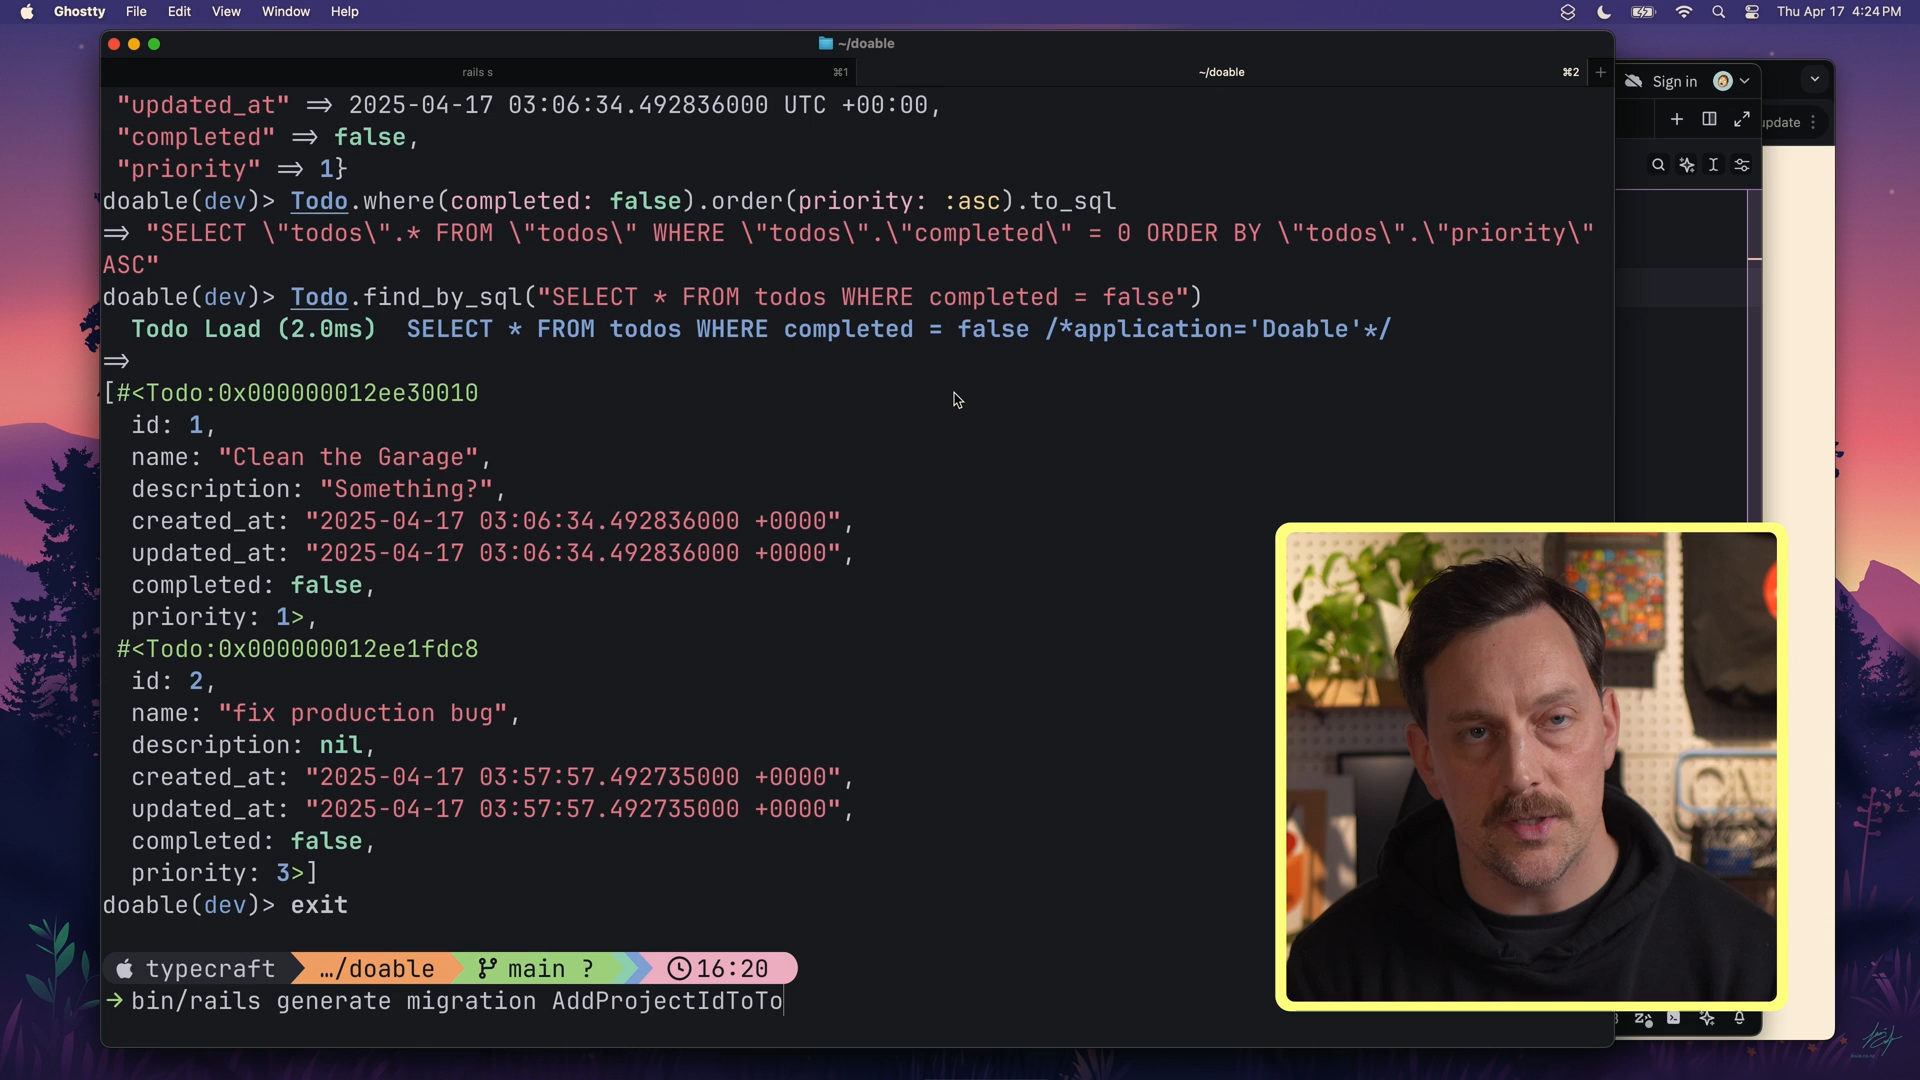 Ghostty File Edit View Window Help Thu Apr 17 4:24 PM
~/doable
rails s ⌘1 ~/doable ⌘2 +
Sign in
update
"updated_at" => 2025-04-17 03:06:34.492836000 UTC +00:00,
"completed" => false,
"priority" => 1}
doable(dev)> Todo.where(completed: false).order(priority: :asc).to_sql
=> "SELECT \"todos\".* FROM \"todos\" WHERE \"todos\".\"completed\" = 0 ORDER BY \"todos\".\"priority\"
ASC"
doable(dev)> Todo.find_by_sql("SELECT * FROM todos WHERE completed = false")
Todo Load (2.0ms) SELECT * FROM todos WHERE completed = false /*application='Doable'*/
=>
[#<Todo:0x000000012ee30010
id: 1,
name: "Clean the Garage",
description: "Something?",
created_at: "2025-04-17 03:06:34.492836000 +0000",
updated_at: "2025-04-17 03:06:34.492836000 +0000",
completed: false,
priority: 1>,
#<Todo:0x000000012ee1fdc8
id: 2,
name: "fix production bug",
description: nil,
created_at: "2025-04-17 03:57:57.492735000 +0000",
updated_at: "2025-04-17 03:57:57.492735000 +0000",
completed: false,
priority: 3>]
doable(dev)> exit
typecraft …/doable main ? 16:20
→ bin/rails generate migration AddProjectIdToTo